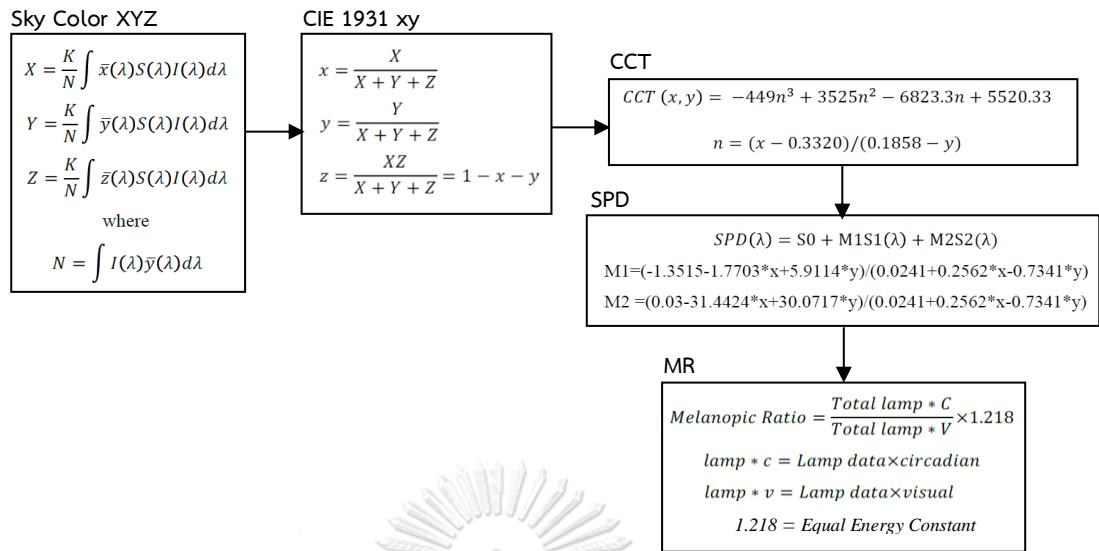 Sky Color XYZ
X = K/N ∫ x̄(λ)S(λ)I(λ)dλ
Y = K/N ∫ ȳ(λ)S(λ)I(λ)dλ
Z = K/N ∫ z̄(λ)S(λ)I(λ)dλ
where
N = ∫ I(λ)ȳ(λ)dλ
CIE 1931 xy
x = X/(X + Y + Z)
y = Y/(X + Y + Z)
z = XZ/(X + Y + Z) = 1 − x − y
CCT
CCT (x, y) = −449n³ + 3525n² − 6823.3n + 5520.33
n = (x − 0.3320)/(0.1858 − y)
SPD
SPD(λ) = S0 + M1S1(λ) + M2S2(λ)
M1=(-1.3515-1.7703*x+5.9114*y)/(0.0241+0.2562*x-0.7341*y)
M2 =(0.03-31.4424*x+30.0717*y)/(0.0241+0.2562*x-0.7341*y)
MR
Melanopic Ratio = Total lamp * C/Total lamp * V ×1.218
lamp * c = Lamp data×circadian
lamp * v = Lamp data×visual
1.218 = Equal Energy Constant